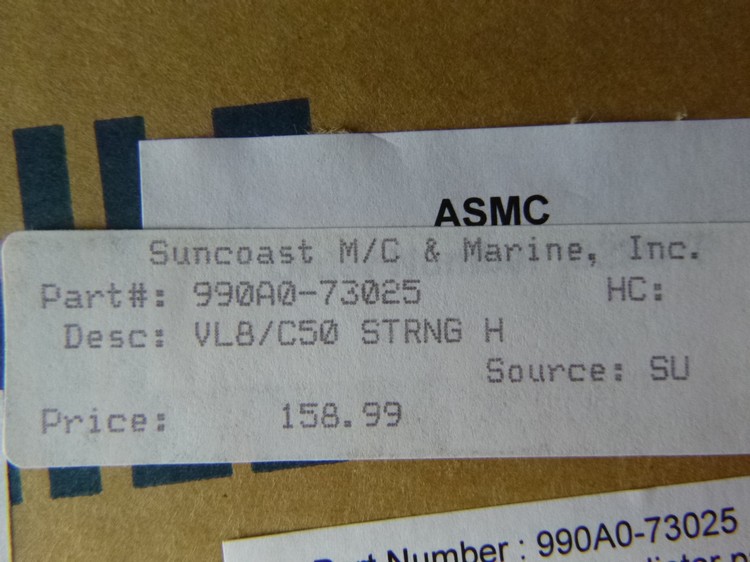 ASMC
Suncoast M/C & Marine, Inc.
Part#: 990A0-73025 HC:
Desc: VL8/C50 STRNG H
Source: SU
Price: 158.99
Number : 990A0-73025